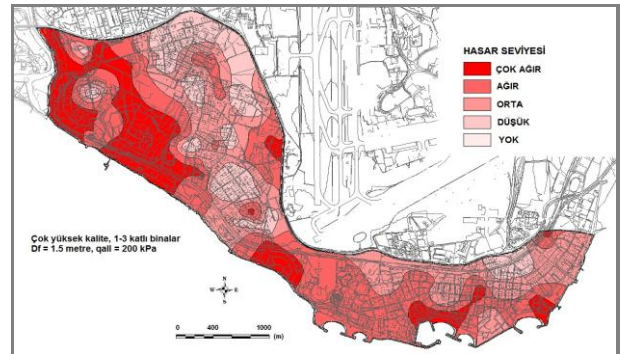 HASAR SEVİYESİ
ÇOK AĞIR
AĞIR
ORTA
DÜŞÜK
YOK
Çok yüksek kalite, 1-3 katlı binalar
Df = 1.5 metre, qall = 200 kPa
N
W E
S
0 400 1000 (m)